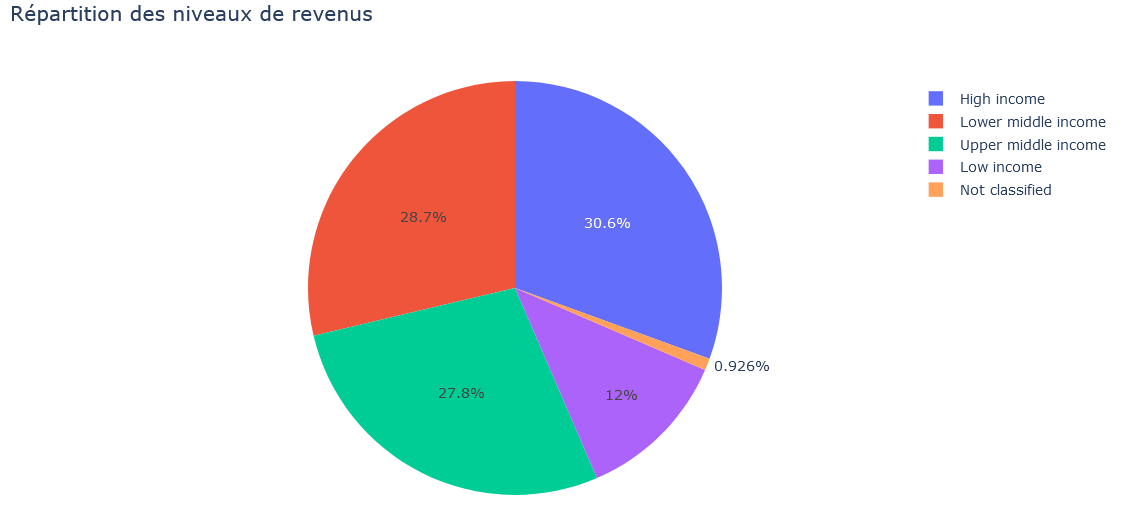 Répartition des niveaux de revenus
High income
Lower middle income
Upper middle income
Low income
Not classified
28.7%
30.6%
0.926%
27.8%
12%